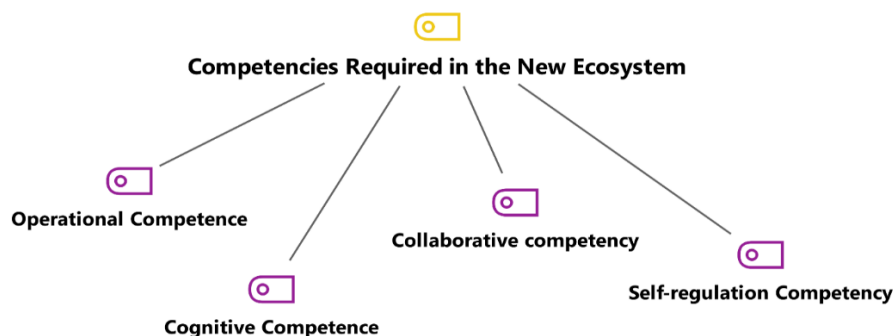 Competencies Required in the New Ecosystem
Operational Competence
Collaborative competency
Self-regulation Competency
Cognitive Competence